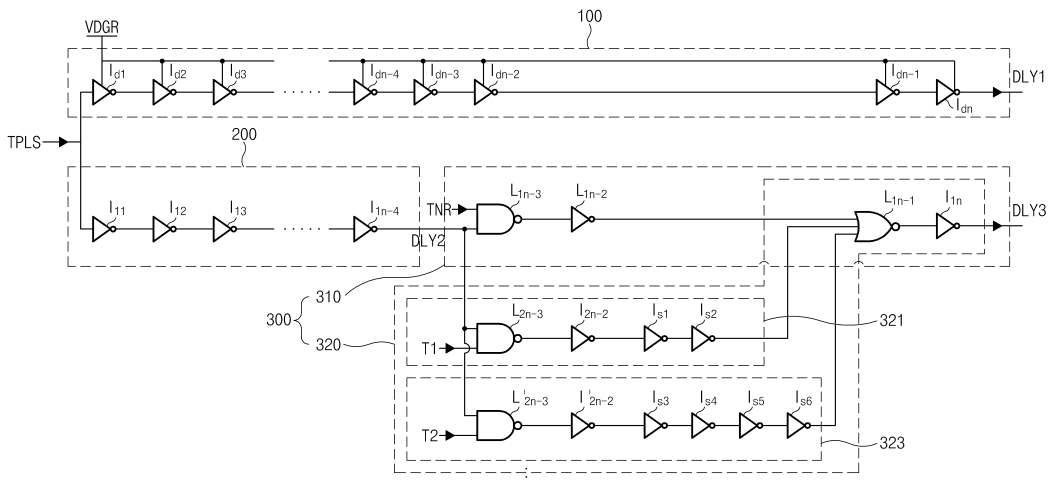 100
VDGR
Id1 Id2 Id3 Idn-4 Idn-3 Idn-2 Idn-1 Idn
DLY1
TPLS
200
I11 I12 I13 I1n-4
DLY2
TNR
L1n-3 L1n-2 L1n-1 I1n
DLY3
300
310
320
L2n-3 I2n-2 Is1 Is2
321
T1
L'2n-3 I'2n-2 Is3 Is4 Is5 Is6
T2
323